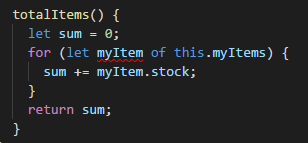 totalItems() {
  let sum = 0;
  for (let myItem of this.myItems) {
    sum += myItem.stock;
  }
  return sum;
}